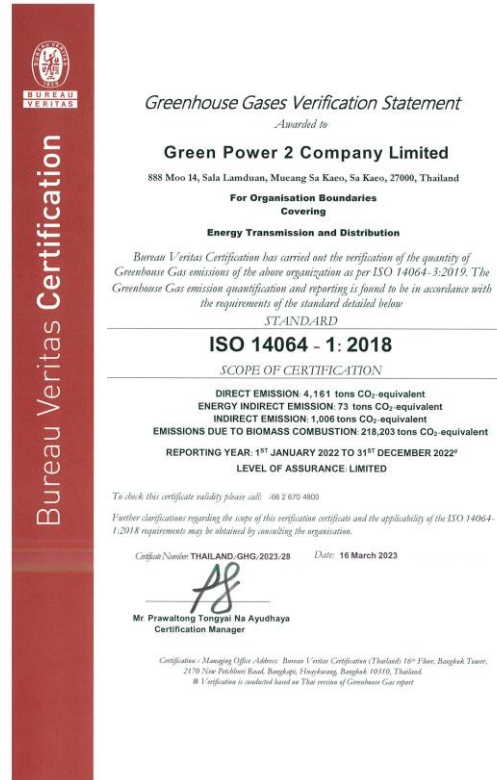 BUREAU
VERITAS
Bureau Veritas Certification
Greenhouse Gases Verification Statement
Awarded to
Green Power 2 Company Limited
888 Moo 14, Sala Lamduan, Mueang Sa Kaeo, Sa Kaeo, 27000, Thailand
For Organisation Boundaries
Covering
Energy Transmission and Distribution
Bureau Veritas Certification has carried out the verification of the quantity of
Greenhouse Gas emissions of the above organization as per ISO 14064-3:2019. The
Greenhouse Gas emission quantification and reporting is found to be in accordance with
the requirements of the standard detailed below
STANDARD
ISO 14064 - 1: 2018
SCOPE OF CERTIFICATION
DIRECT EMISSION: 4,161 tons CO₂-equivalent
ENERGY INDIRECT EMISSION: 73 tons CO₂-equivalent
INDIRECT EMISSION: 1,006 tons CO₂-equivalent
EMISSIONS DUE TO BIOMASS COMBUSTION: 218,203 tons CO₂-equivalent
REPORTING YEAR: 1ST JANUARY 2022 TO 31ST DECEMBER 2022#
LEVEL OF ASSURANCE: LIMITED
To check this certificate validity please call: -66 2 670 4800
Further clarifications regarding the scope of this verification certificate and the applicability of the ISO 14064-
1:2018 requirements may be obtained by consulting the organisation.
Certificate Number: THAILAND/GHG/2023/28 Date: 16 March 2023
Mr. Prawaltong Tongyai Na Ayudhaya
Certification Manager
Certification / Managing Office Address: Bureau Veritas Certification (Thailand) 16th Floor, Bangkok Tower,
2170 New Petchburi Road, Bangkapi, Huaykwang, Bangkok 10310, Thailand.
Verification is conducted based on Thai version of Greenhouse Gas report